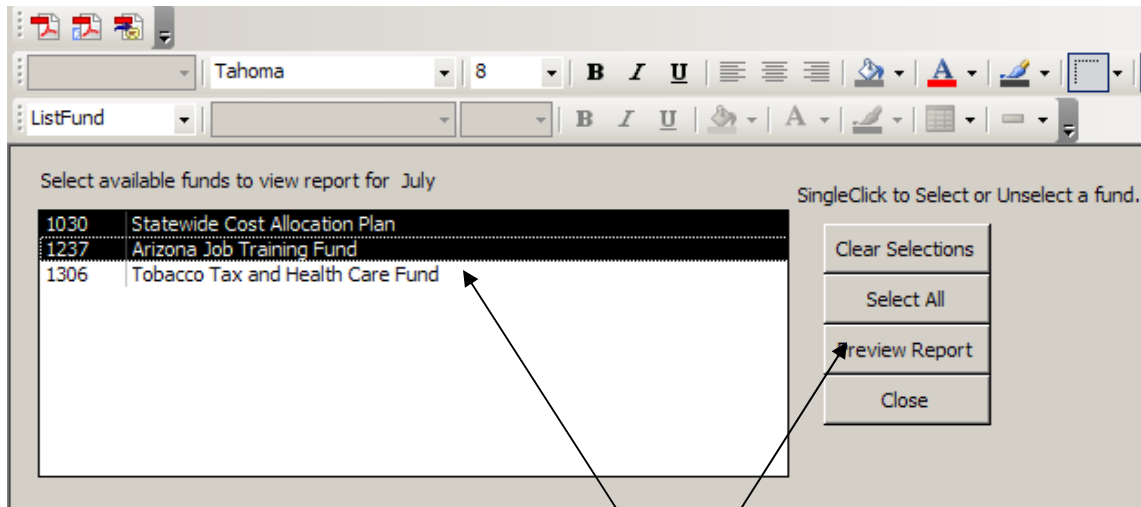 Tahoma 8 B I U A
ListFund B I U A
Select available funds to view report for July
SingleClick to Select or Unselect a fund.
1030 Statewide Cost Allocation Plan
1237 Arizona Job Training Fund
1306 Tobacco Tax and Health Care Fund
Clear Selections
Select All
Preview Report
Close